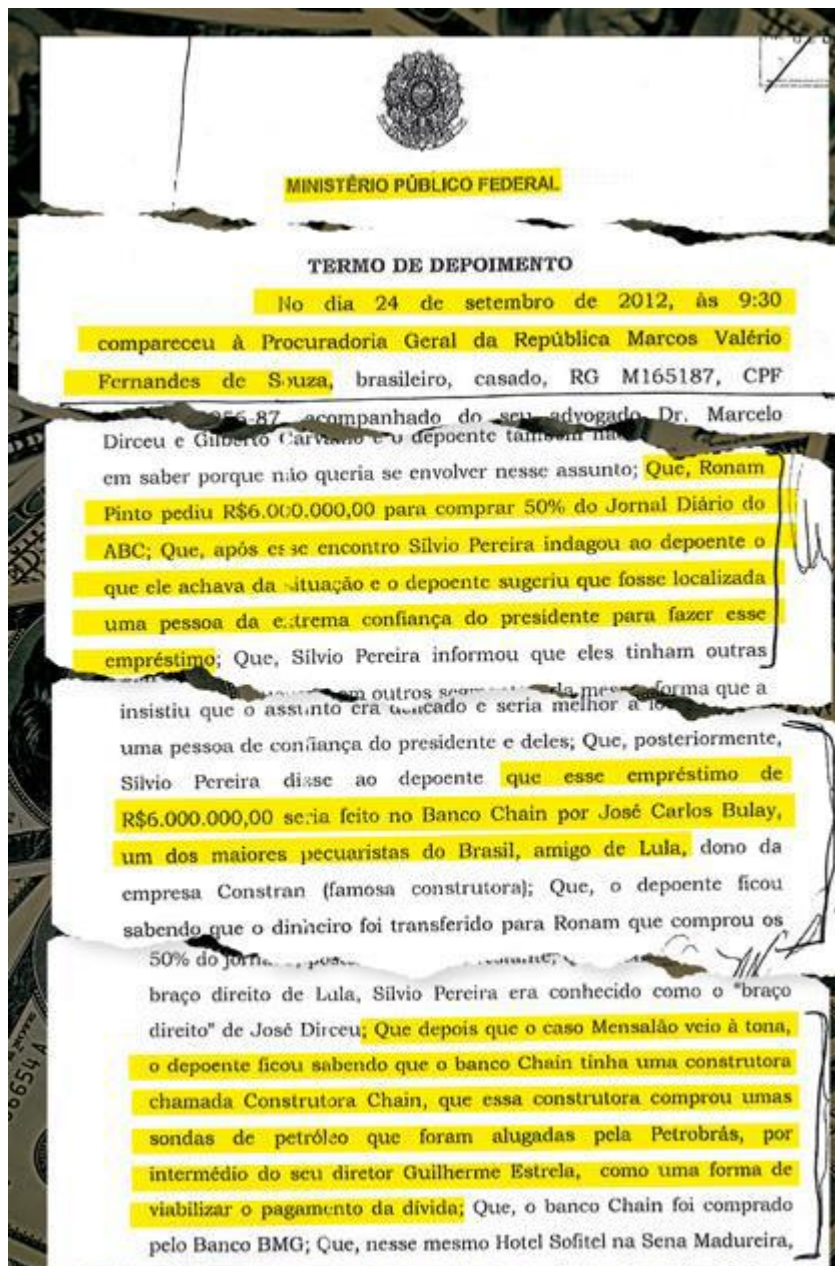 MINISTÉRIO PÚBLICO FEDERAL
TERMO DE DEPOIMENTO
No dia 24 de setembro de 2012, às 9:30
compareceu à Procuradoria Geral da República Marcos Valério
Fernandes de Souza, brasileiro, casado, RG M165187, CPF
56-87, acompanhado do seu advogado Dr. Marcelo
Dirceu e Gilberto Carvalho e o depoente também
em saber porque não queria se envolver nesse assunto; Que, Ronam
Pinto pediu R$6.000.000,00 para comprar 50% do Jornal Diário do
ABC; Que, após esse encontro Sílvio Pereira indagou ao depoente o
que ele achava da situação e o depoente sugeriu que fosse localizada
uma pessoa da extrema confiança do presidente para fazer esse
empréstimo; Que, Sílvio Pereira informou que eles tinham outras
em outros da mesma forma que a
insistiu que o assunto era delicado e seria melhor a
uma pessoa de confiança do presidente e deles; Que, posteriormente,
Sílvio Pereira disse ao depoente que esse empréstimo de
R$6.000.000,00 seria feito no Banco Chain por José Carlos Bulay,
um dos maiores pecuaristas do Brasil, amigo de Lula, dono da
empresa Constran (famosa construtora); Que, o depoente ficou
sabendo que o dinheiro foi transferido para Ronam que comprou os
50% do
braço direito de Lula, Sílvio Pereira era conhecido como o "braço
direito" de José Dirceu; Que depois que o caso Mensalão veio à tona,
o depoente ficou sabendo que o banco Chain tinha uma construtora
chamada Construtora Chain, que essa construtora comprou umas
sondas de petróleo que foram alugadas pela Petrobrás, por
intermédio do seu diretor Guilherme Estrela, como uma forma de
viabilizar o pagamento da dívida; Que, o banco Chain foi comprado
pelo Banco BMG; Que, nesse mesmo Hotel Sofitel na Sena Madureira,